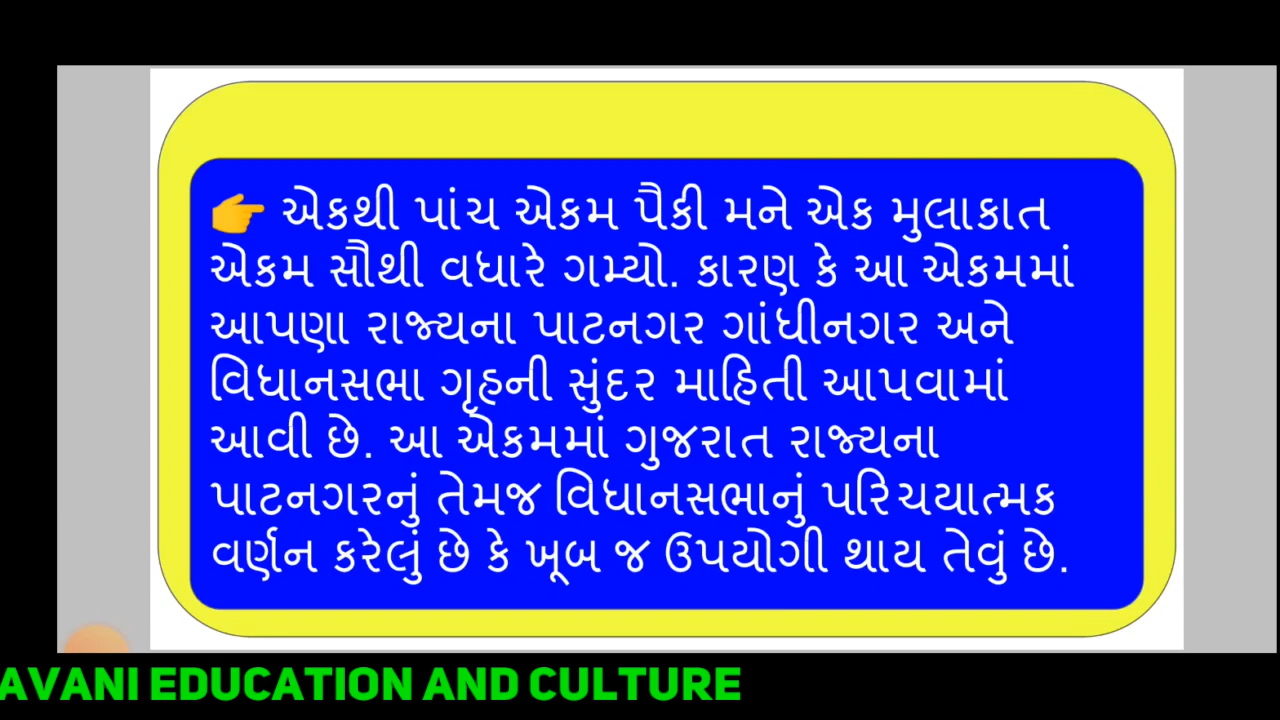 👉 એકથી પાંચ એકમ પૈકી મને એક મુલાકાત
એકમ સૌથી વધારે ગમ્યો. કારણ કે આ એકમમાં
આપણા રાજ્યના પાટનગર ગાંધીનગર અને
વિધાનસભા ગૃહની સુંદર માહિતી આપવામાં
આવી છે. આ એકમમાં ગુજરાત રાજ્યના
પાટનગરનું તેમજ વિધાનસભાનું પરિચયાત્મક
વર્ણન કરેલું છે કે ખૂબ જ ઉપયોગી થાય તેવું છે.
AVANI EDUCATION AND CULTURE